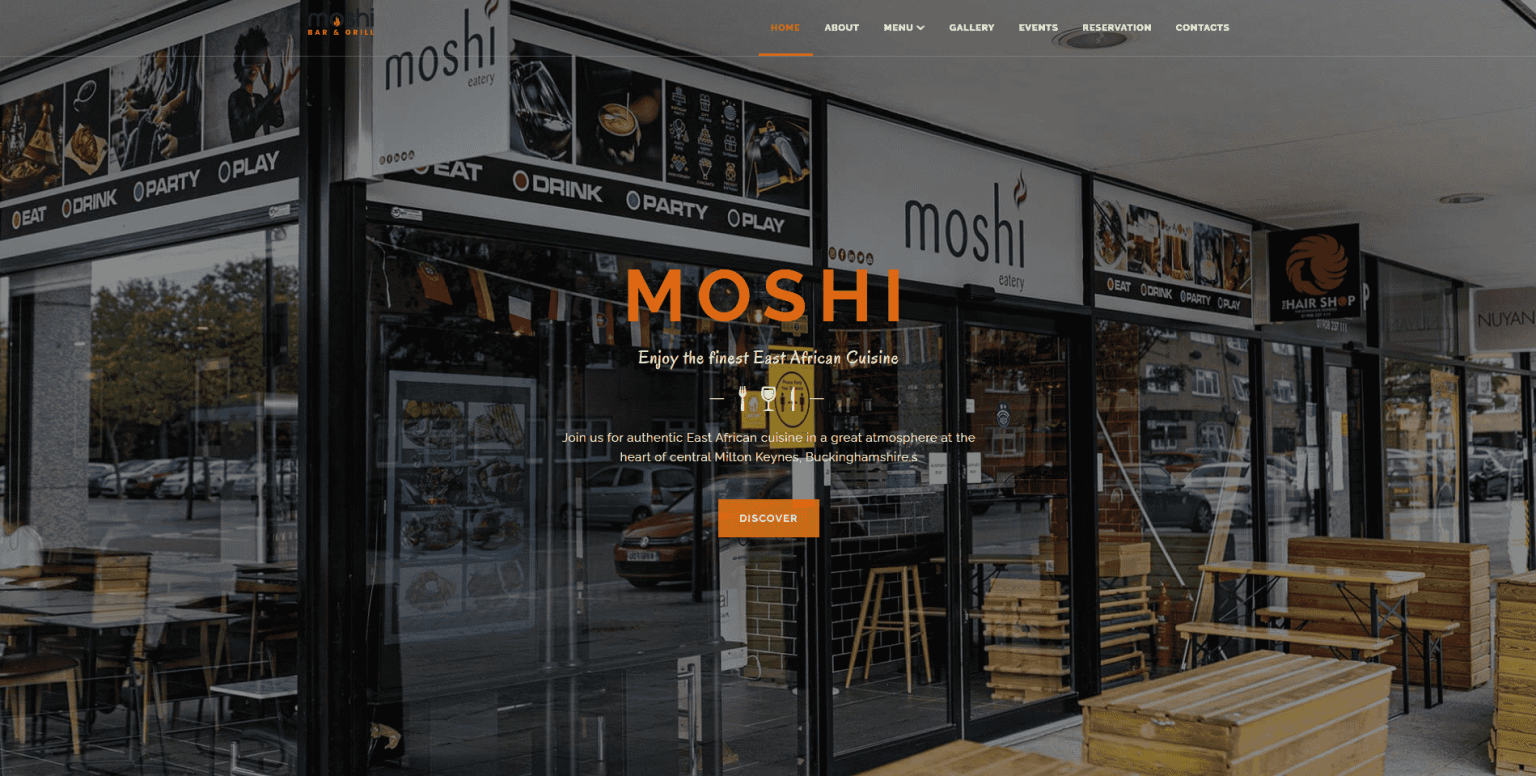 moshi
BAR & GRILL
HOME ABOUT MENU GALLERY EVENTS RESERVATION CONTACTS
moshi
eatery
EAT DRINK PARTY PLAY
EAT DRINK PARTY PLAY
moshi
eatery
EAT DRINK PARTY PLAY
THE HAIR SHOP
NUYAN
MOSHI
Enjoy the finest East African Cuisine
Join us for authentic East African cuisine in a great atmosphere at the
heart of central Milton Keynes, Buckinghamshire.s
DISCOVER